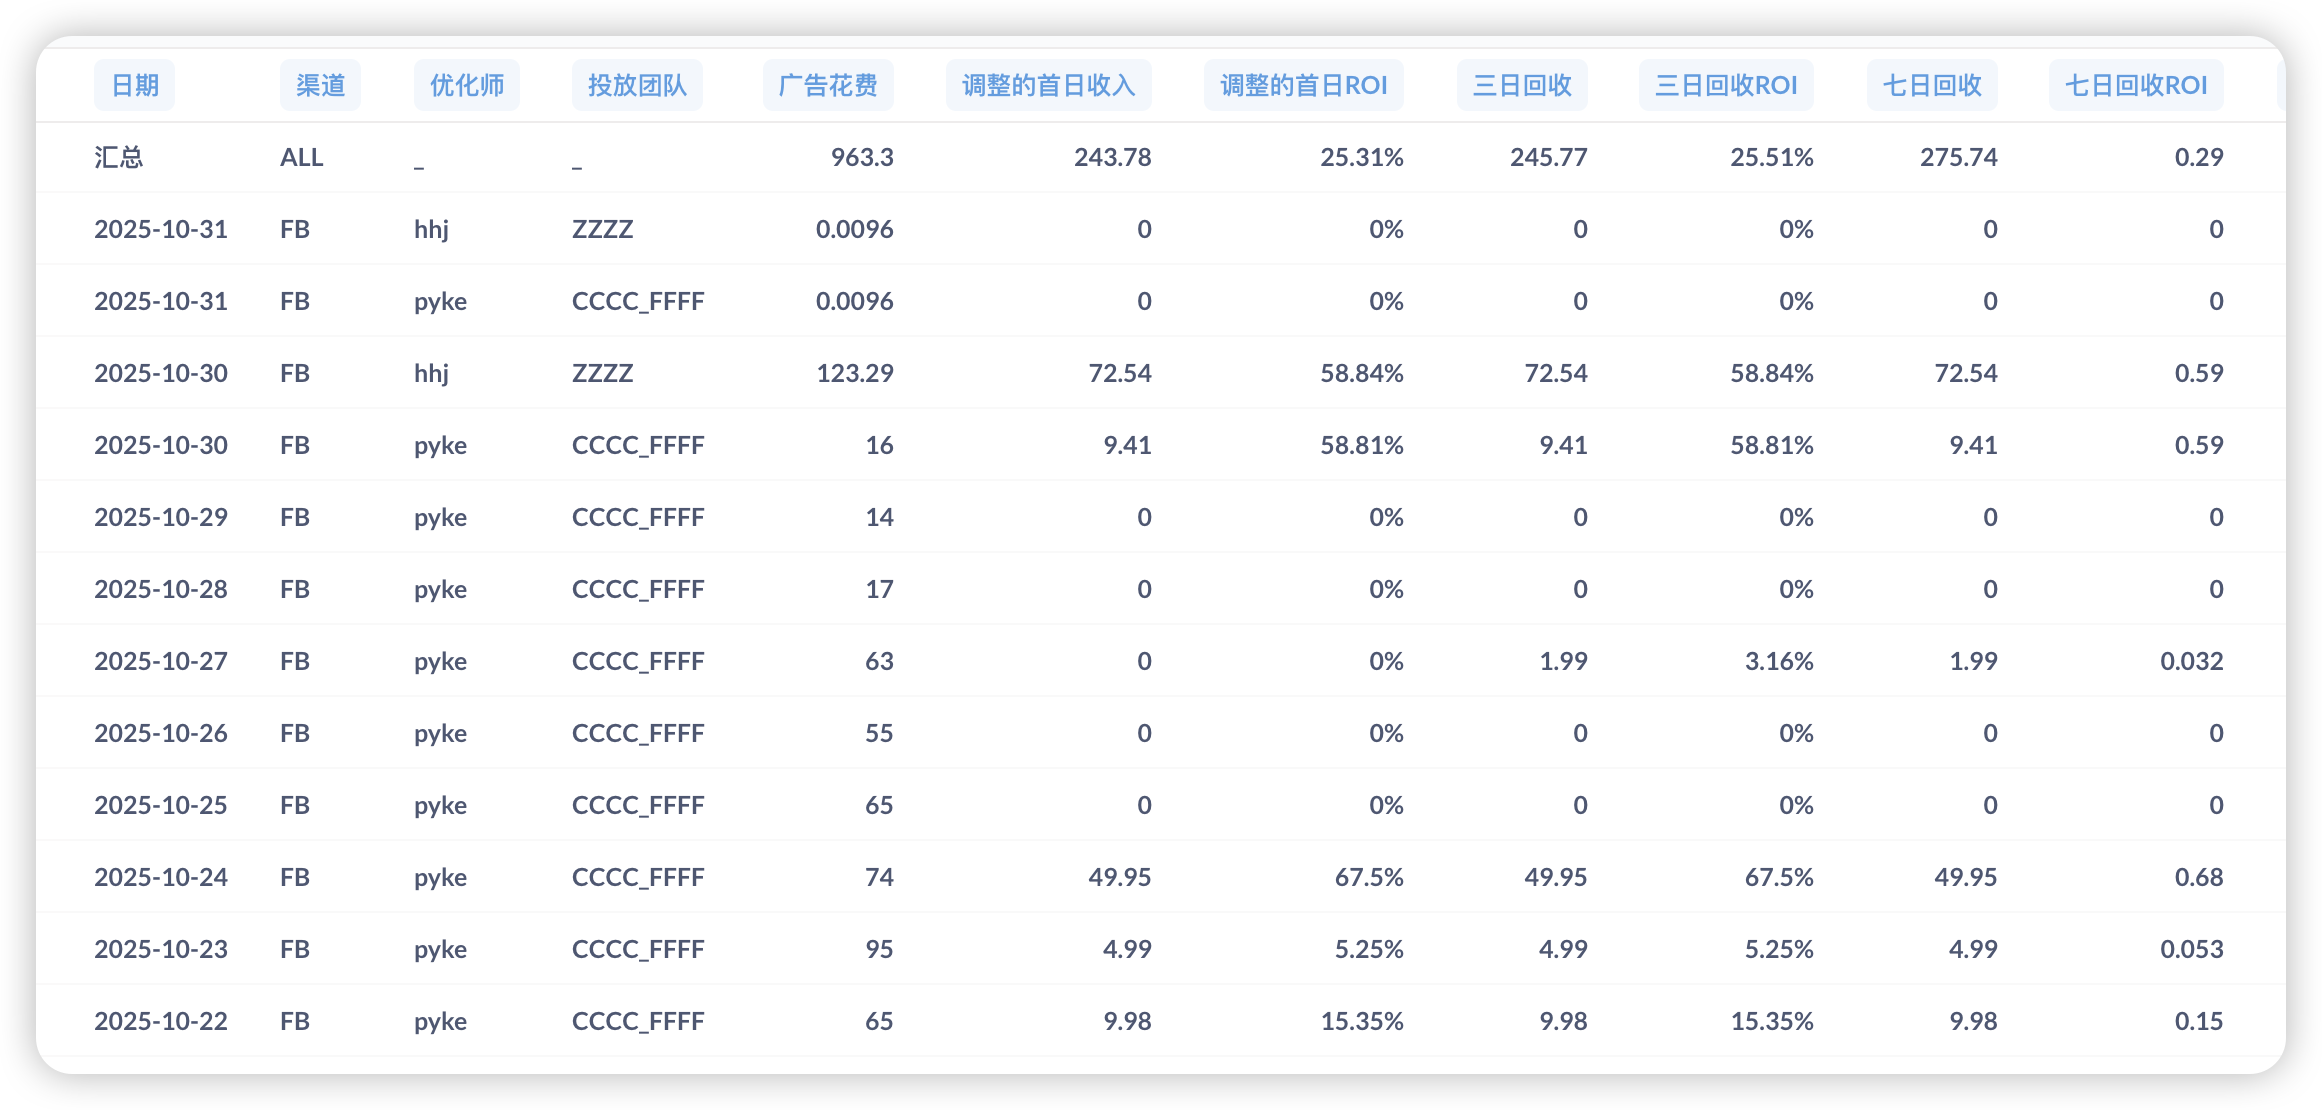 日期 渠道 优化师 投放团队 广告花费 调整的首日收入 调整的首日ROI 三日回收 三日回收ROI 七日回收 七日回收ROI
汇总 ALL _ _ 963.3 243.78 25.31% 245.77 25.51% 275.74 0.29
2025-10-31 FB hhj ZZZZ 0.0096 0 0% 0 0% 0 0
2025-10-31 FB pyke CCCC_FFFF 0.0096 0 0% 0 0% 0 0
2025-10-30 FB hhj ZZZZ 123.29 72.54 58.84% 72.54 58.84% 72.54 0.59
2025-10-30 FB pyke CCCC_FFFF 16 9.41 58.81% 9.41 58.81% 9.41 0.59
2025-10-29 FB pyke CCCC_FFFF 14 0 0% 0 0% 0 0
2025-10-28 FB pyke CCCC_FFFF 17 0 0% 0 0% 0 0
2025-10-27 FB pyke CCCC_FFFF 63 0 0% 1.99 3.16% 1.99 0.032
2025-10-26 FB pyke CCCC_FFFF 55 0 0% 0 0% 0 0
2025-10-25 FB pyke CCCC_FFFF 65 0 0% 0 0% 0 0
2025-10-24 FB pyke CCCC_FFFF 74 49.95 67.5% 49.95 67.5% 49.95 0.68
2025-10-23 FB pyke CCCC_FFFF 95 4.99 5.25% 4.99 5.25% 4.99 0.053
2025-10-22 FB pyke CCCC_FFFF 65 9.98 15.35% 9.98 15.35% 9.98 0.15